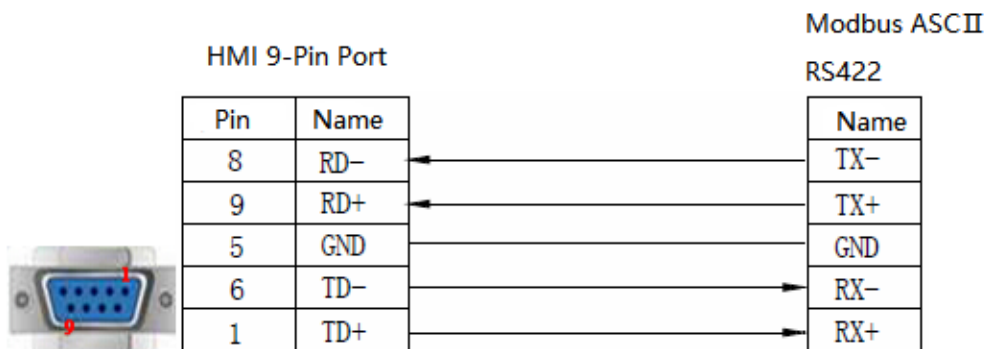 Modbus ASCⅡ
HMI 9-Pin Port
RS422
Pin Name Name
8 RD- TX-
9 RD+ TX+
5 GND GND
6 TD- RX-
1 TD+ RX+
1
9